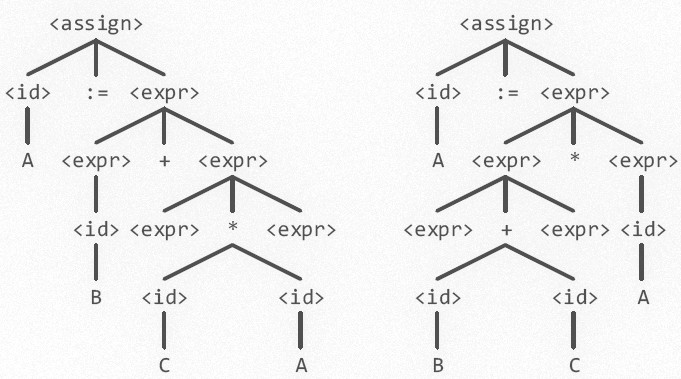 <assign> <assign>
<id> := <expr> <id> := <expr>
A <expr> + <expr> A <expr> * <expr>
<id> <expr> * <expr> <expr> + <expr> <id>
B <id> <id> <id> <id> A
C A B C